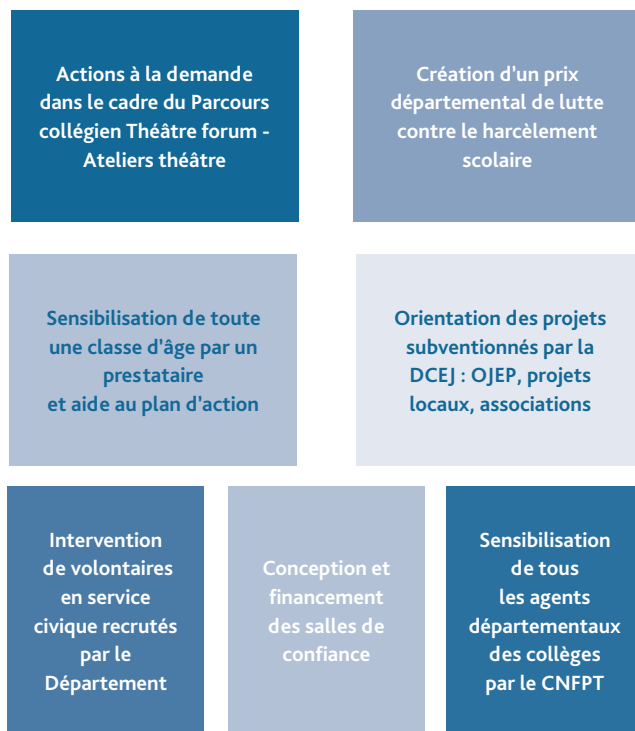 Actions à la demande
dans le cadre du Parcours
collégien Théâtre forum -
Ateliers théâtre
Création d'un prix
départemental de lutte
contre le harcèlement
scolaire
Sensibilisation de toute
une classe d'âge par un
prestataire
et aide au plan d'action
Orientation des projets
subventionnés par la
DCEJ : OJEP, projets
locaux, associations
Intervention
de volontaires
en service
civique recrutés
par le
Département
Conception et
financement
des salles de
confiance
Sensibilisation
de tous
les agents
départementaux
des collèges
par le CNFPT